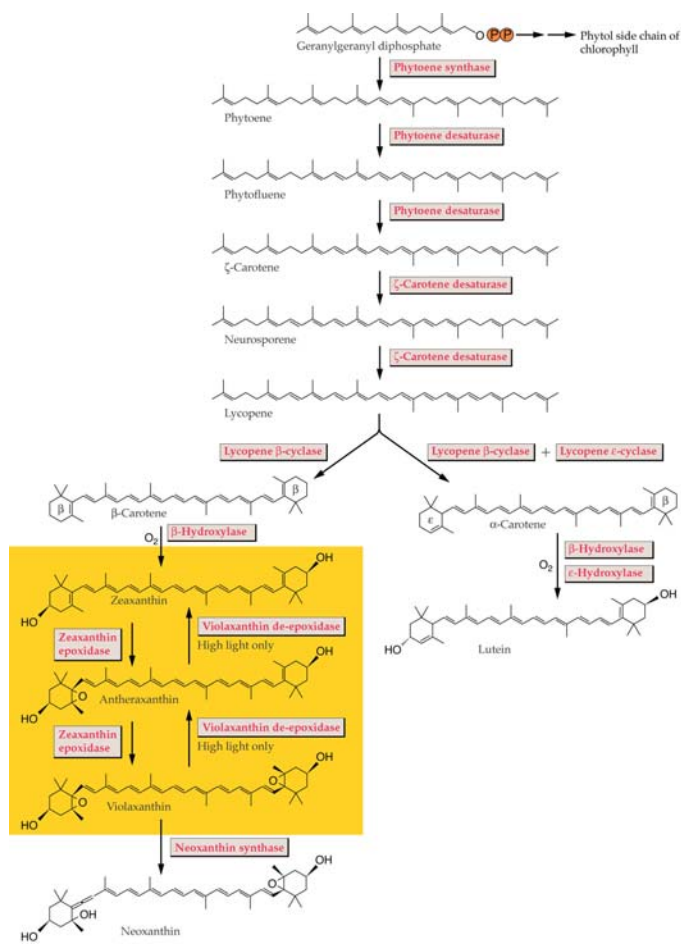 O P P
Phytol side chain of
chlorophyll
Geranylgeranyl diphosphate
Phytoene synthase
Phytoene
Phytoene desaturase
Phytofluene
Phytoene desaturase
ζ-Carotene
ζ-Carotene desaturase
Neurosporene
ζ-Carotene desaturase
Lycopene
Lycopene β-cyclase
Lycopene β-cyclase + Lycopene ε-cyclase
β
β
β-Carotene
ε
β
α-Carotene
O2
β-Hydroxylase
O2
β-Hydroxylase
ε-Hydroxylase
OH
HO
Zeaxanthin
OH
HO
Lutein
Zeaxanthin
epoxidase
Violaxanthin de-epoxidase
High light only
OH
O
HO
Antheraxanthin
Zeaxanthin
epoxidase
Violaxanthin de-epoxidase
High light only
OH
O
O
HO
Violaxanthin
Neoxanthin synthase
OH
O
OH
HO
Neoxanthin